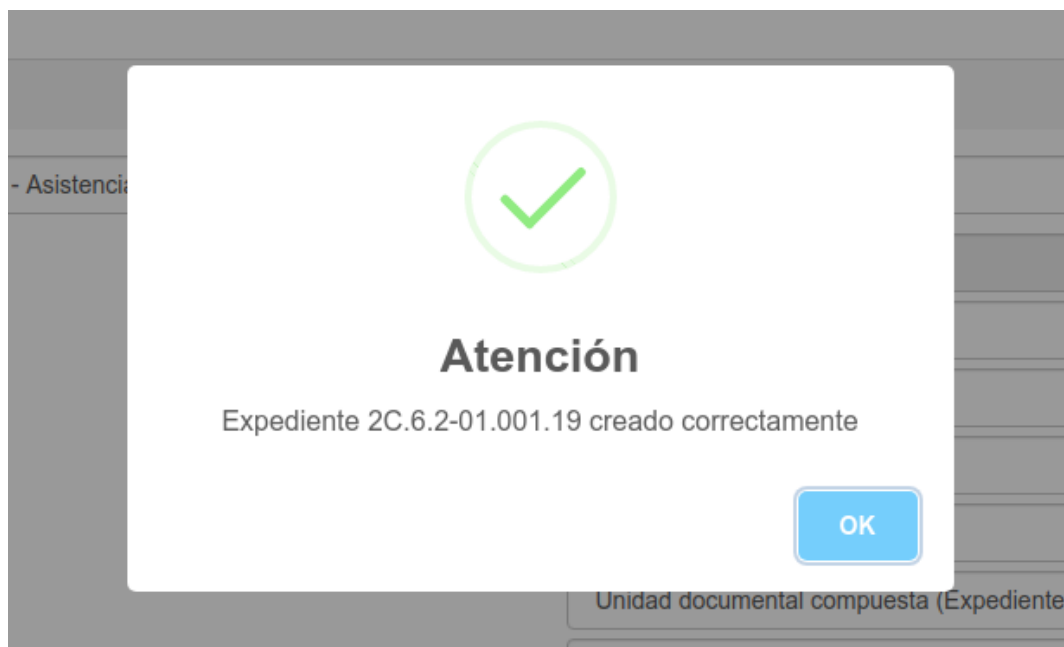 - Asistencia
Atención
Expediente 2C.6.2-01.001.19 creado correctamente
OK
Unidad documental compuesta (Expediente